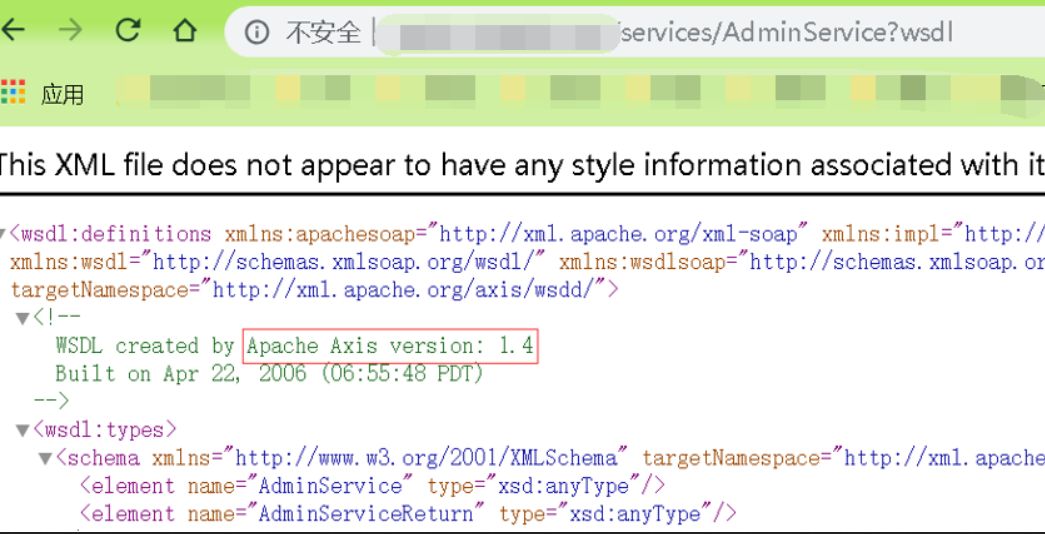 不安全 /services/AdminService?wsdl
应用
This XML file does not appear to have any style information associated with it
<wsdl:definitions xmlns:apachesoap="http://xml.apache.org/xml-soap" xmlns:impl="http://
xmlns:wsdl="http://schemas.xmlsoap.org/wsdl/" xmlns:wsdlsoap="http://schemas.xmlsoap.or
targetNamespace="http://xml.apache.org/axis/wsdd/">
▼<!--
WSDL created by Apache Axis version: 1.4
Built on Apr 22, 2006 (06:55:48 PDT)
-->
▼<wsdl:types>
▼<schema xmlns="http://www.w3.org/2001/XMLSchema" targetNamespace="http://xml.apache
<element name="AdminService" type="xsd:anyType"/>
<element name="AdminServiceReturn" type="xsd:anyType"/>